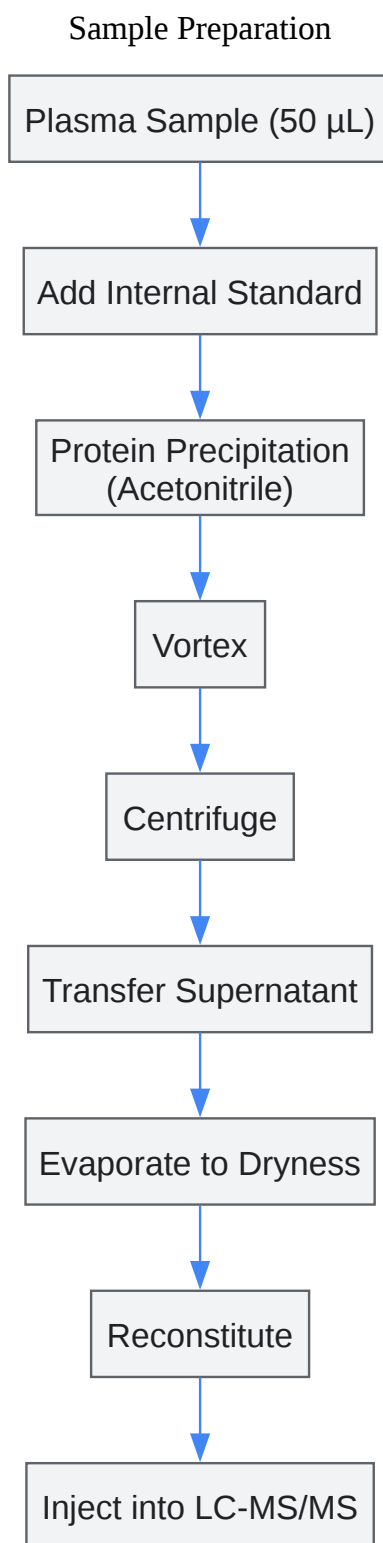 Sample Preparation
Plasma Sample (50 µL)
Add Internal Standard
Protein Precipitation
(Acetonitrile)
Vortex
Centrifuge
Transfer Supernatant
Evaporate to Dryness
Reconstitute
Inject into LC-MS/MS